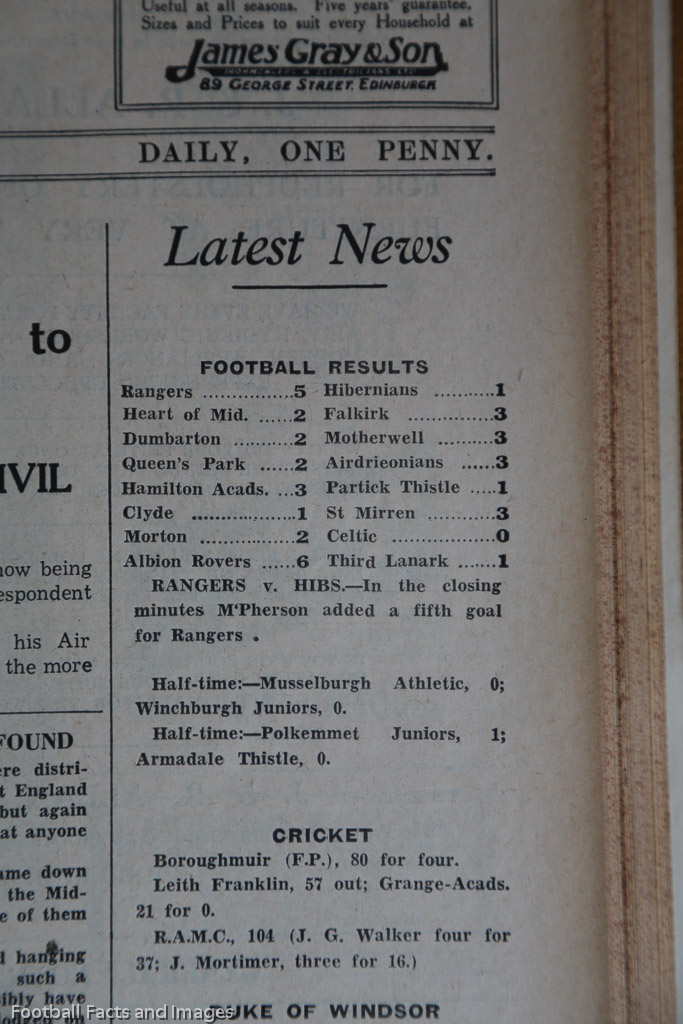 Useful at all seasons. Five years' guarantee.
Sizes and Prices to suit every Household at
James Gray & Son
89 GEORGE STREET, EDINBURGH
DAILY, ONE PENNY.
Latest News
FOOTBALL RESULTS
Rangers ...............5 Hibernians ..........1
Heart of Mid. ......2 Falkirk .............3
Dumbarton ..........2 Motherwell .........3
Queen's Park ......2 Airdrieonians ......3
Hamilton Acads. ...3 Partick Thistle .....1
Clyde ..................1 St Mirren ...........3
Morton ................2 Celtic .................0
Albion Rovers ......6 Third Lanark .......1
RANGERS v. HIBS.—In the closing
minutes M'Pherson added a fifth goal
for Rangers .
Half-time:—Musselburgh Athletic, 0;
Winchburgh Juniors, 0.
Half-time:—Polkemmet Juniors, 1;
Armadale Thistle, 0.
CRICKET
Boroughmuir (F.P.), 80 for four.
Leith Franklin, 57 out; Grange-Acads.
21 for 0.
R.A.M.C., 104 (J. G. Walker four for
37; J. Mortimer, three for 16.)
DUKE OF WINDSOR
to
IVIL
now being
espondent
his Air
the more
FOUND
ere distri-
t England
but again
at anyone
ame down
the Mid-
e of them
l hanging
such a
ibly have
Football Facts and Images